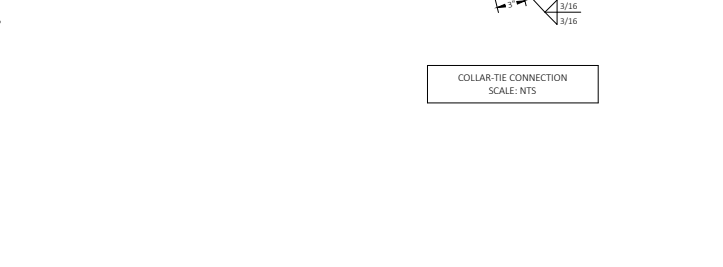 3"
3/16
3/16
COLLAR-TIE CONNECTION
SCALE: NTS